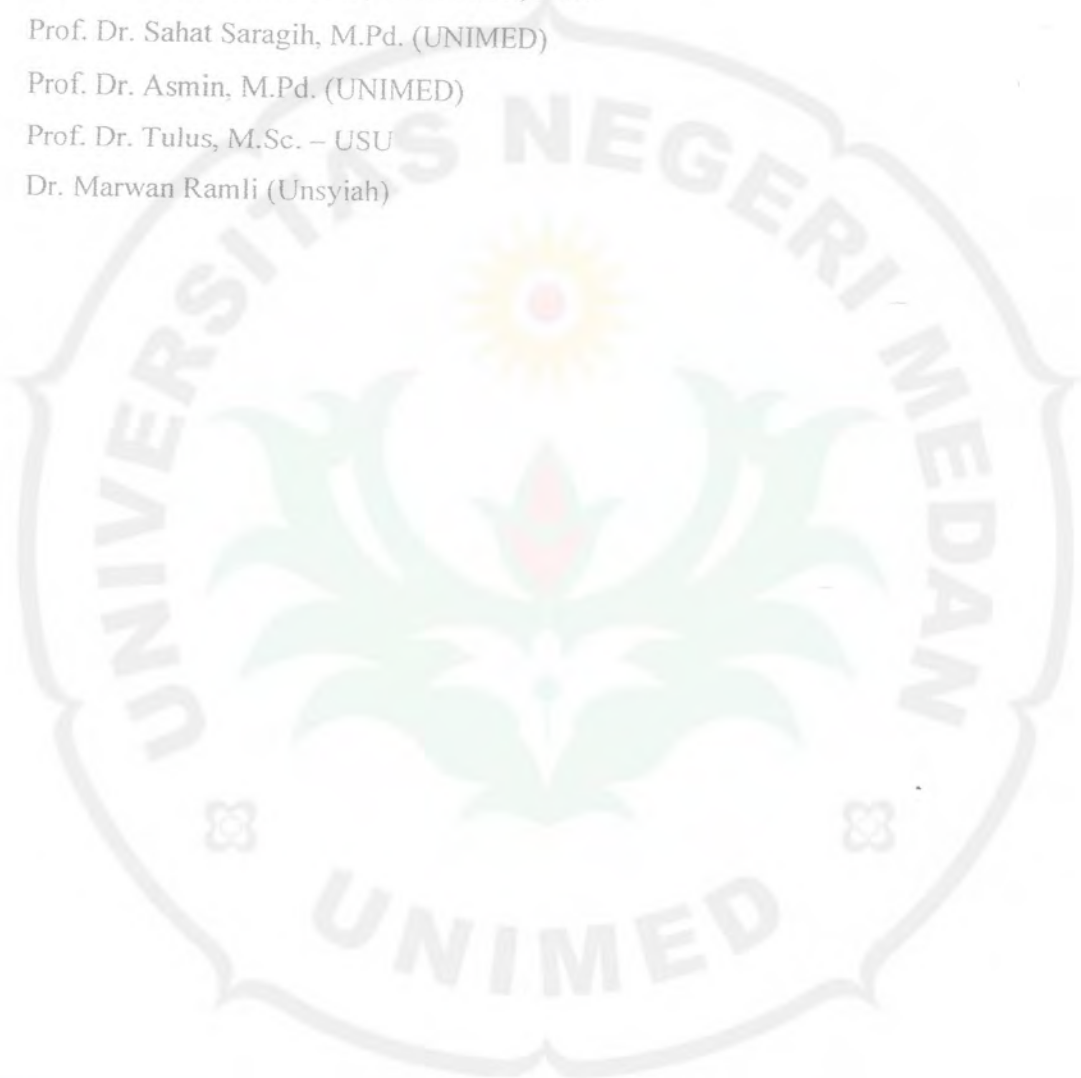 Prof. Dr. Sahat Saragih, M.Pd. (UNIMED)
Prof. Dr. Asmin, M.Pd. (UNIMED)
Prof. Dr. Tulus, M.Sc. – USU
Dr. Marwan Ramli (Unsyiah)
UNIVERSITAS NEGERI MEDAN
UNIMED